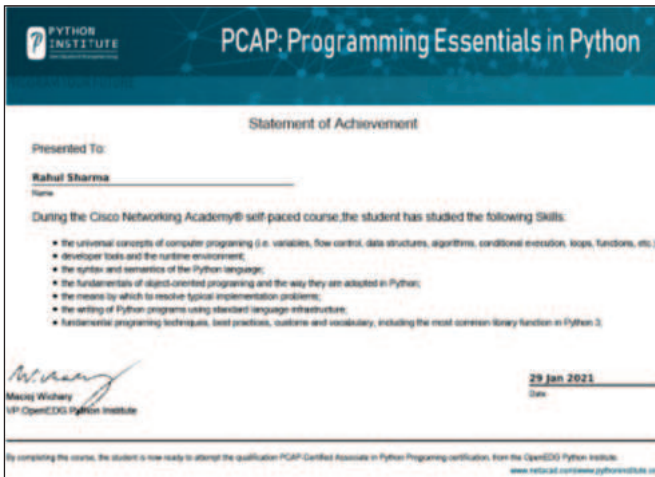 PYTHON
INSTITUTE
PCAP: Programming Essentials in Python
Statement of Achievement
Presented To:
Rahul Sharma
Name
During the Cisco Networking Academy® self-paced course, the student has studied the following Skills:
• the universal concepts of computer programing (i.e. variables, flow control, data structures, algorithms, conditional execution, loops, functions, etc.)
• developer tools and the runtime environment;
• the syntax and semantics of the Python language;
• the fundamentals of object-oriented programing and the way they are adopted in Python;
• the means by which to resolve typical implementation problems;
• the writing of Python programs using standard language infrastructure;
• fundamental programing techniques, best practices, customs and vocabulary, including the most common library function in Python 3;
Maciej Wichary
VP OpenEDG Python Institute
29 Jan 2021
Date
By completing the course, the student is now ready to attempt the qualification PCAP Certified Associate in Python Programing certification, from the OpenEDG Python Institute.